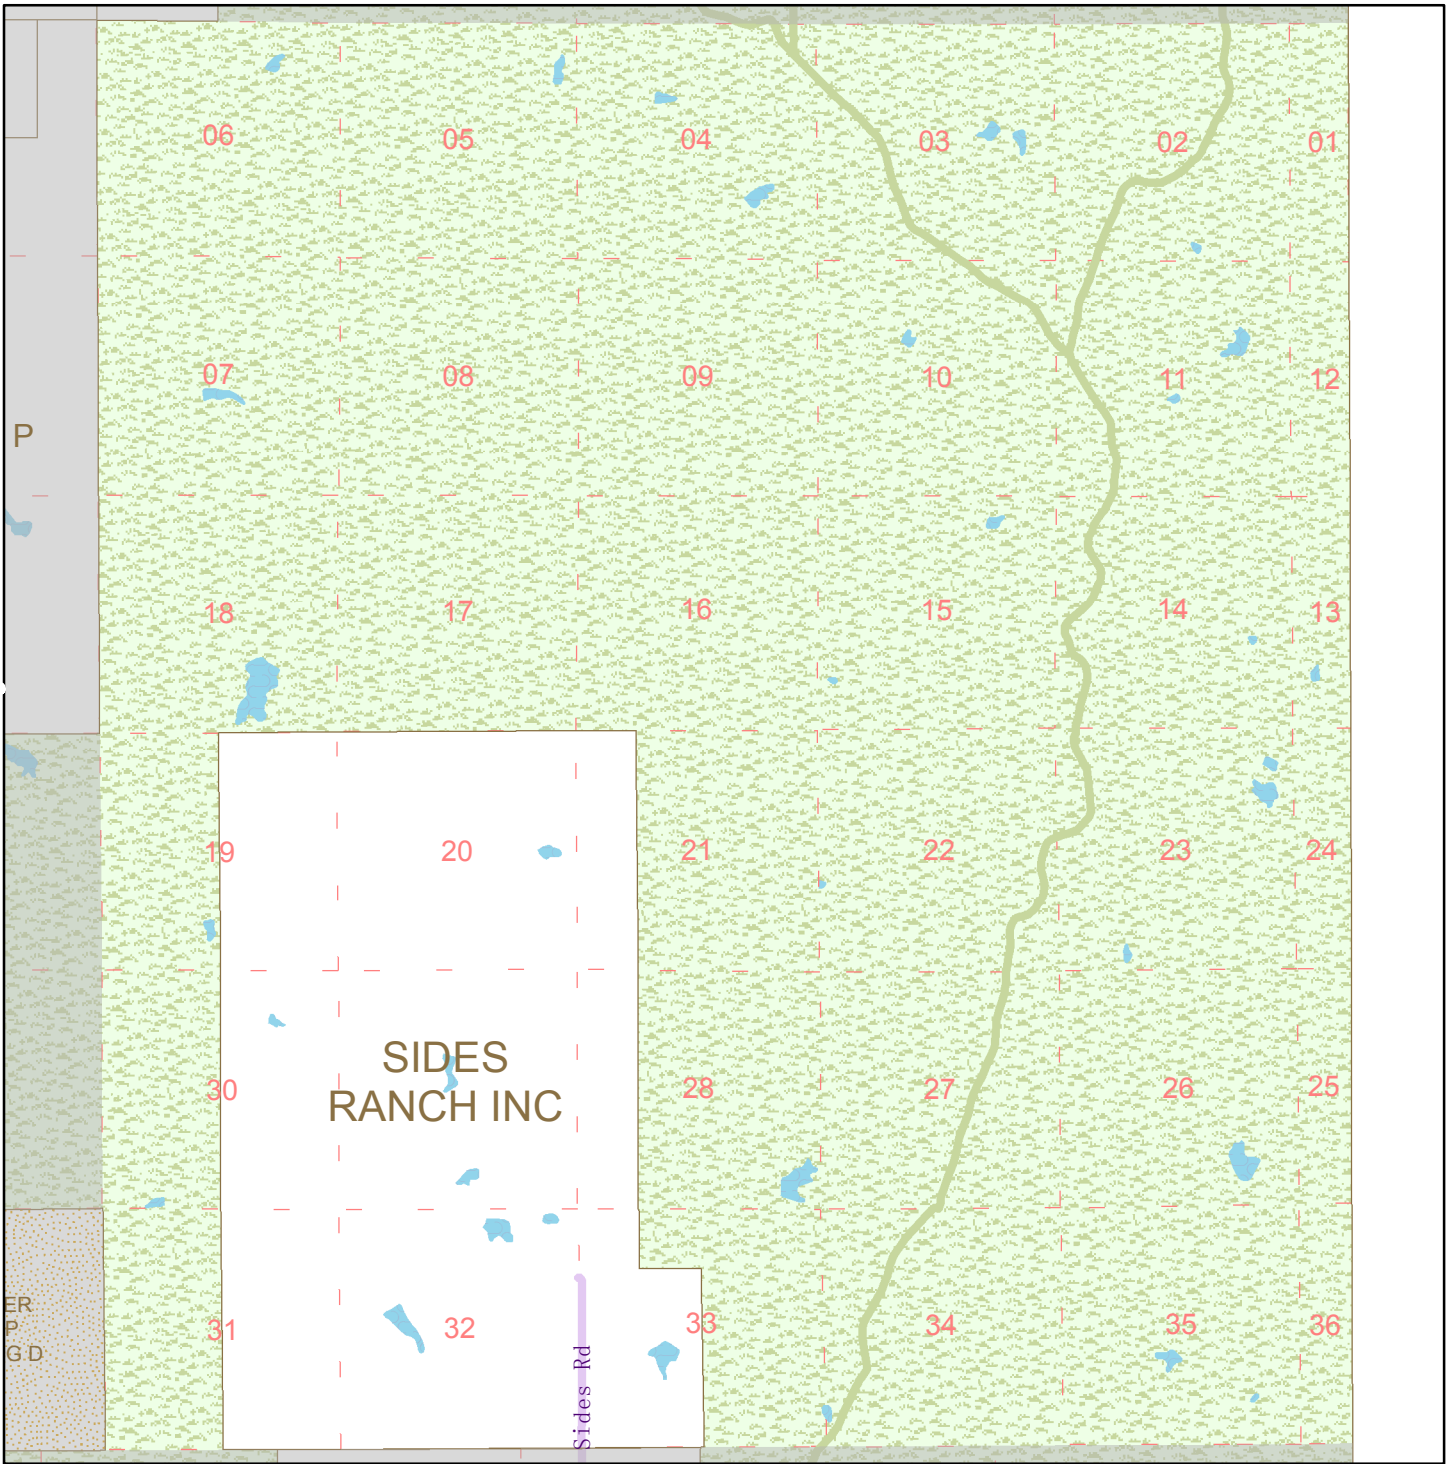 06 05 04 03 02 01
07 08 09 10 11 12
P
18 17 16 15 14 13
19 20 21 22 23 24
SIDES
RANCH INC
30 28 27 26 25
ER
P
G D
31 32 33 34 35 36
Sides Rd